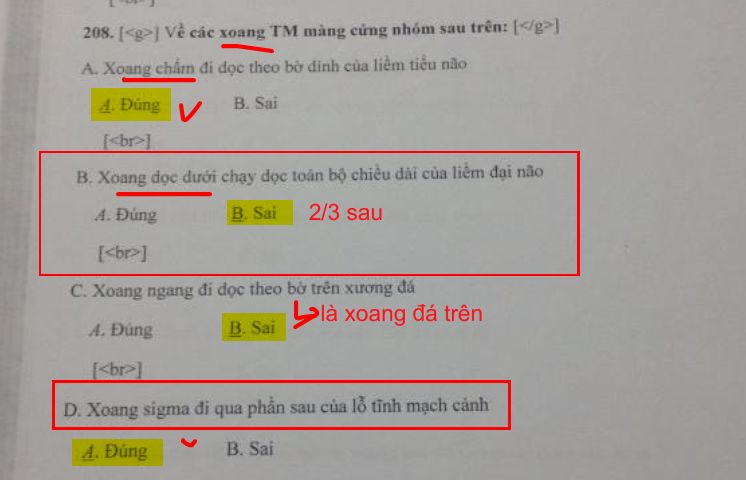 208. [<g>] Về các xoang TM màng cứng nhóm sau trên: [</g>]
A. Xoang chẩm đi dọc theo bờ dính của liềm tiểu não
A. Đúng B. Sai
[<br>]
B. Xoang dọc dưới chạy dọc toàn bộ chiều dài của liềm đại não
A. Đúng B. Sai 2/3 sau
[<br>]
C. Xoang ngang đi dọc theo bờ trên xương đá
A. Đúng B. Sai là xoang đá trên
[<br>]
D. Xoang sigma đi qua phần sau của lỗ tĩnh mạch cảnh
A. Đúng B. Sai